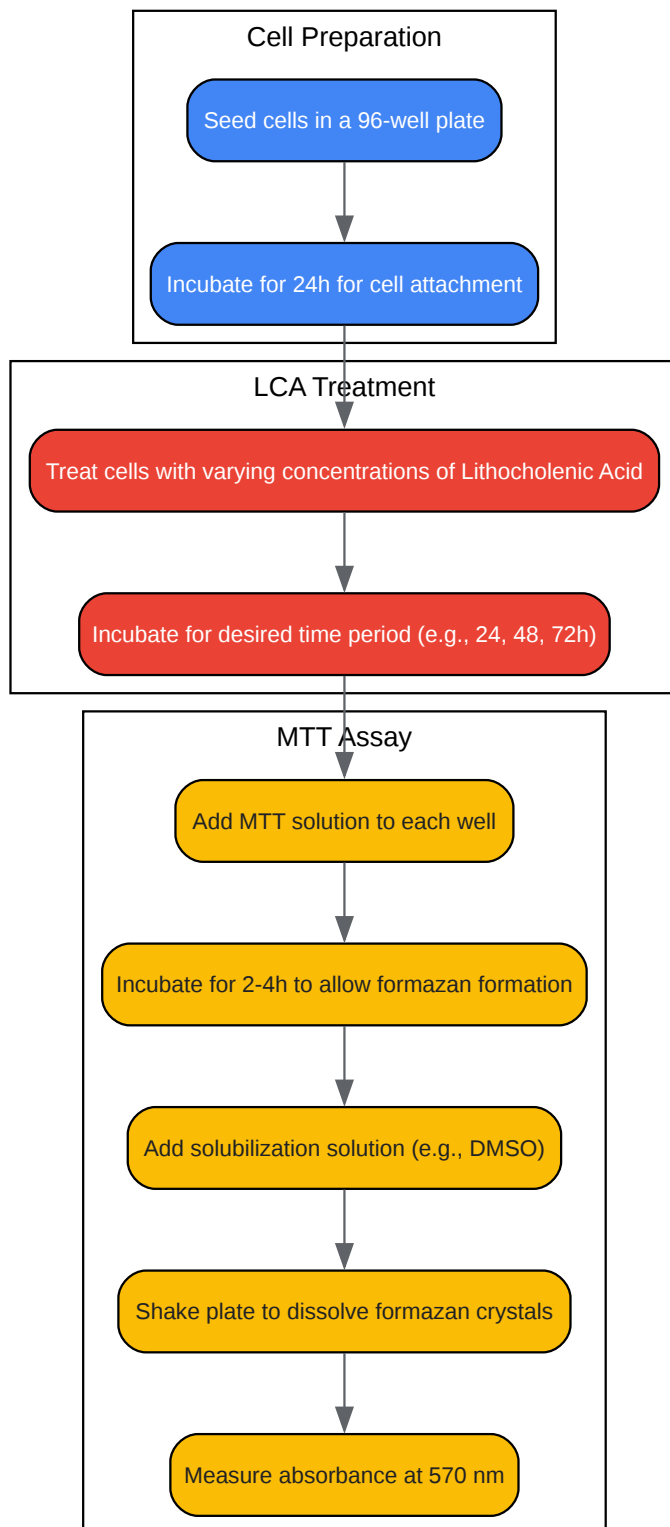 Cell Preparation
Seed cells in a 96-well plate
Incubate for 24h for cell attachment
LCA Treatment
Treat cells with varying concentrations of Lithocholenic Acid
Incubate for desired time period (e.g., 24, 48, 72h)
MTT Assay
Add MTT solution to each well
Incubate for 2-4h to allow formazan formation
Add solubilization solution (e.g., DMSO)
Shake plate to dissolve formazan crystals
Measure absorbance at 570 nm